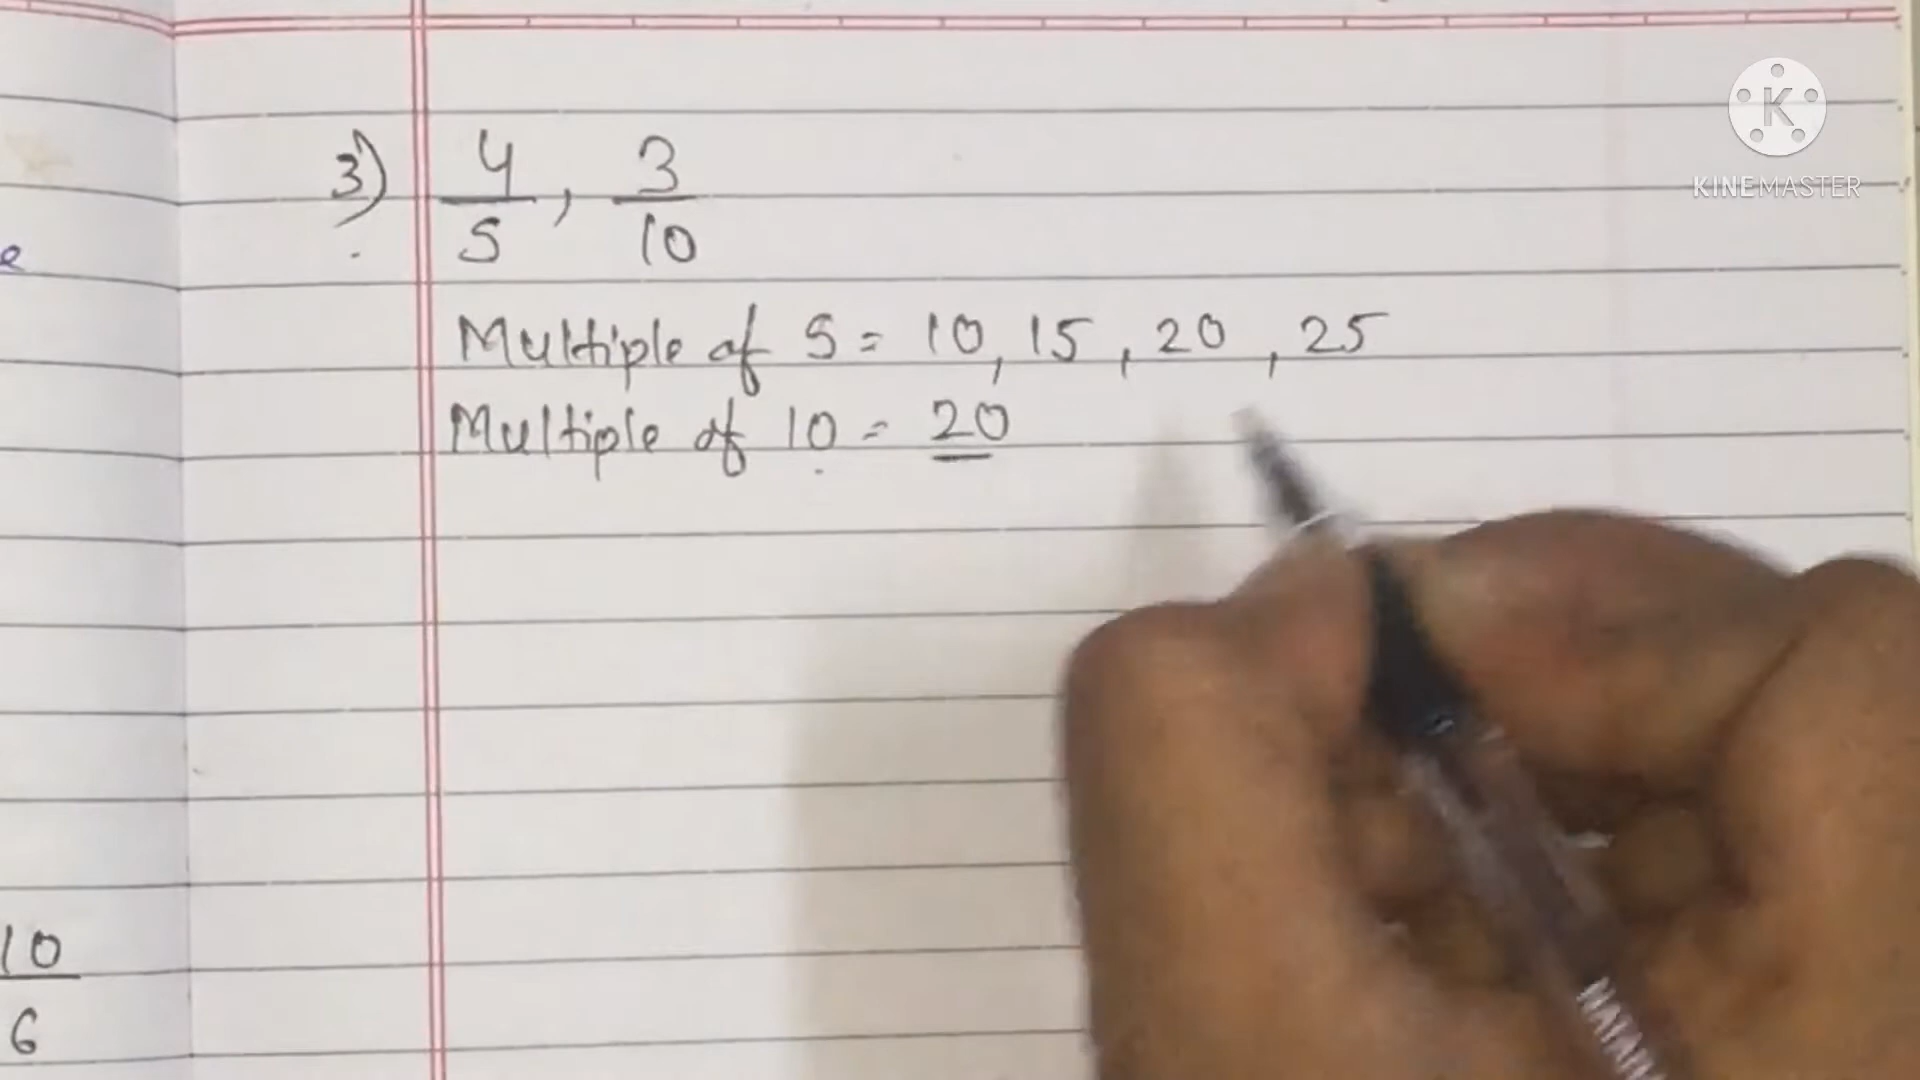 3) 4/5, 3/10
Multiple of 5 = 10, 15, 20, 25
Multiple of 10 = 20
e
10
6
K
KINEMASTER